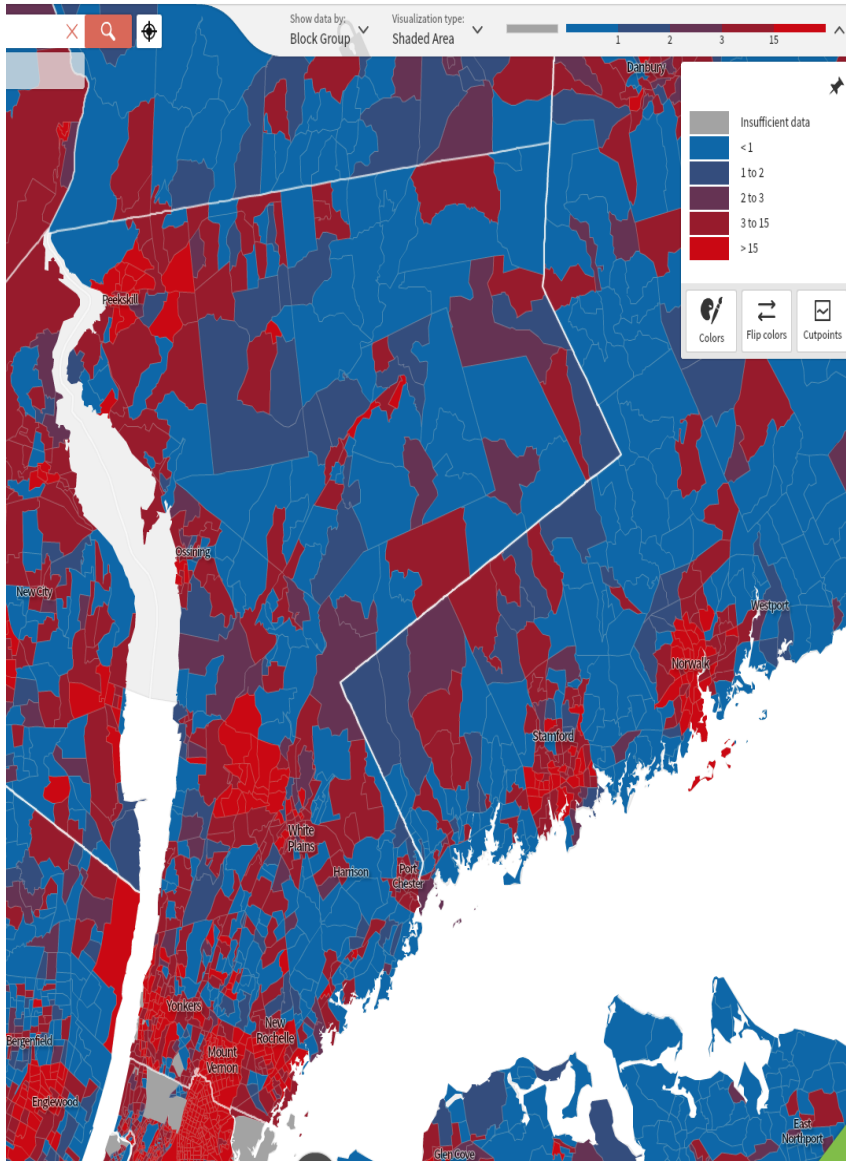 Show data by:
Block Group
Visualization type:
Shaded Area
1
2
3
15
Danbury
Insufficient data
< 1
1 to 2
2 to 3
3 to 15
> 15
Colors
Flip colors
Cutpoints
Peekskill
Ossining
New City
Westport
Norwalk
Stamford
White
Plains
Harrison
Port
Chester
Yonkers
New
Rochelle
Bergenfield
Mount
Vernon
Englewood
East
Northport
Glen Cove